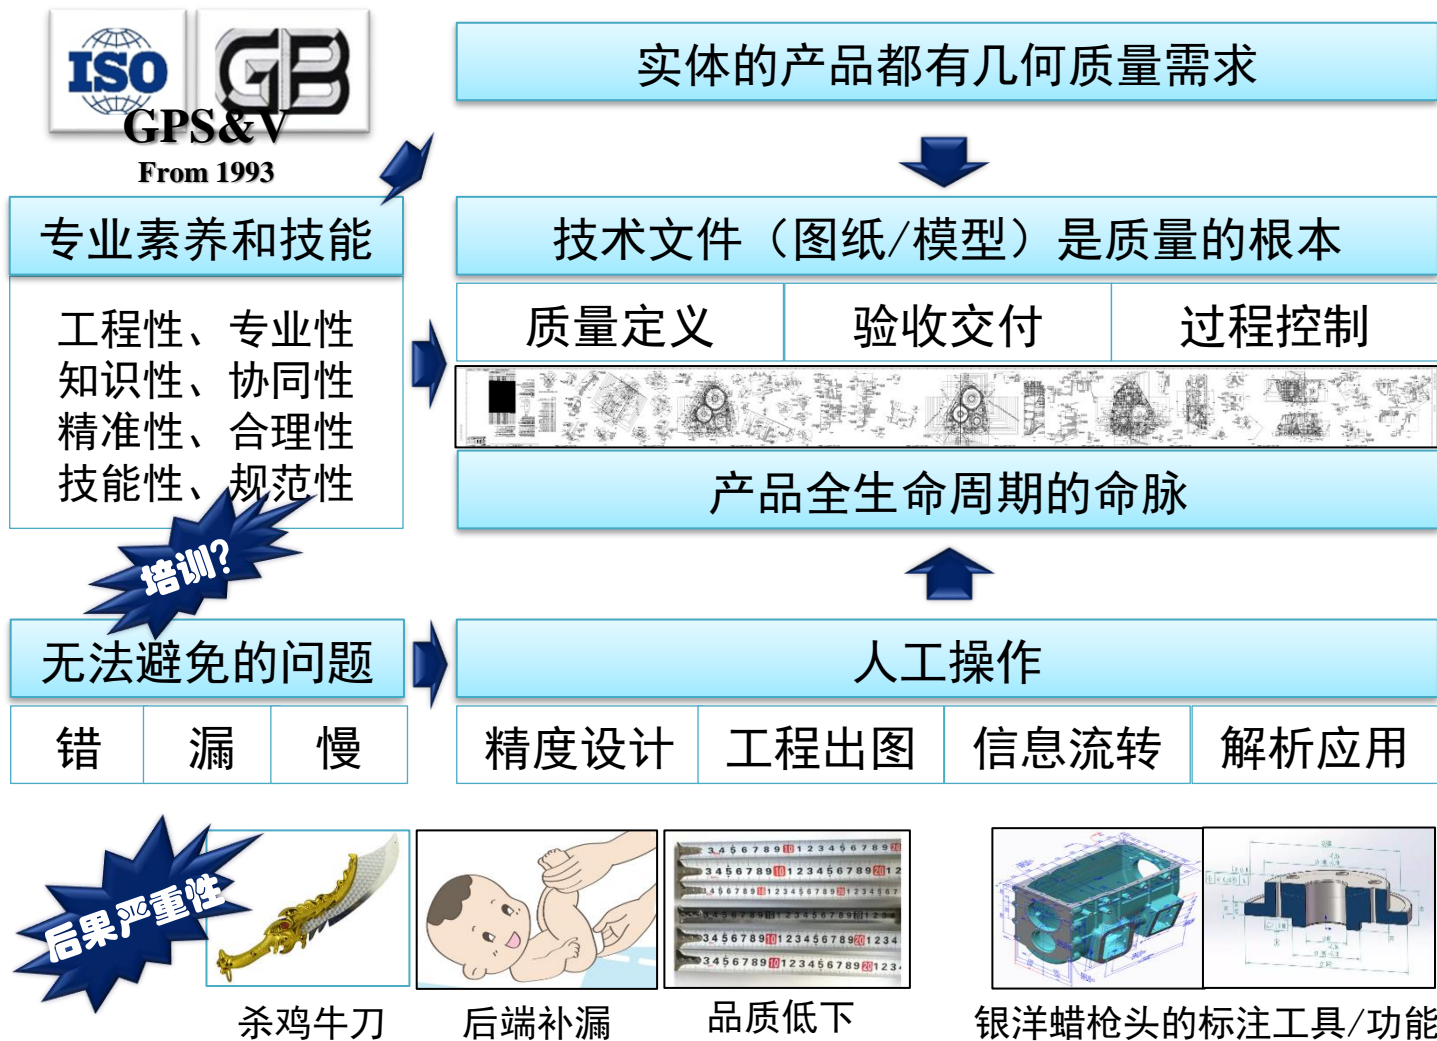 ISO
GB
GPS&V
From 1993
实体的产品都有几何质量需求
专业素养和技能
工程性、专业性
知识性、协同性
精准性、合理性
技能性、规范性
培训?
技术文件（图纸/模型）是质量的根本
质量定义
验收交付
过程控制
产品全生命周期的命脉
无法避免的问题
错
漏
慢
人工操作
精度设计
工程出图
信息流转
解析应用
后果严重性
杀鸡牛刀
后端补漏
品质低下
银洋蜡枪头的标注工具/功能